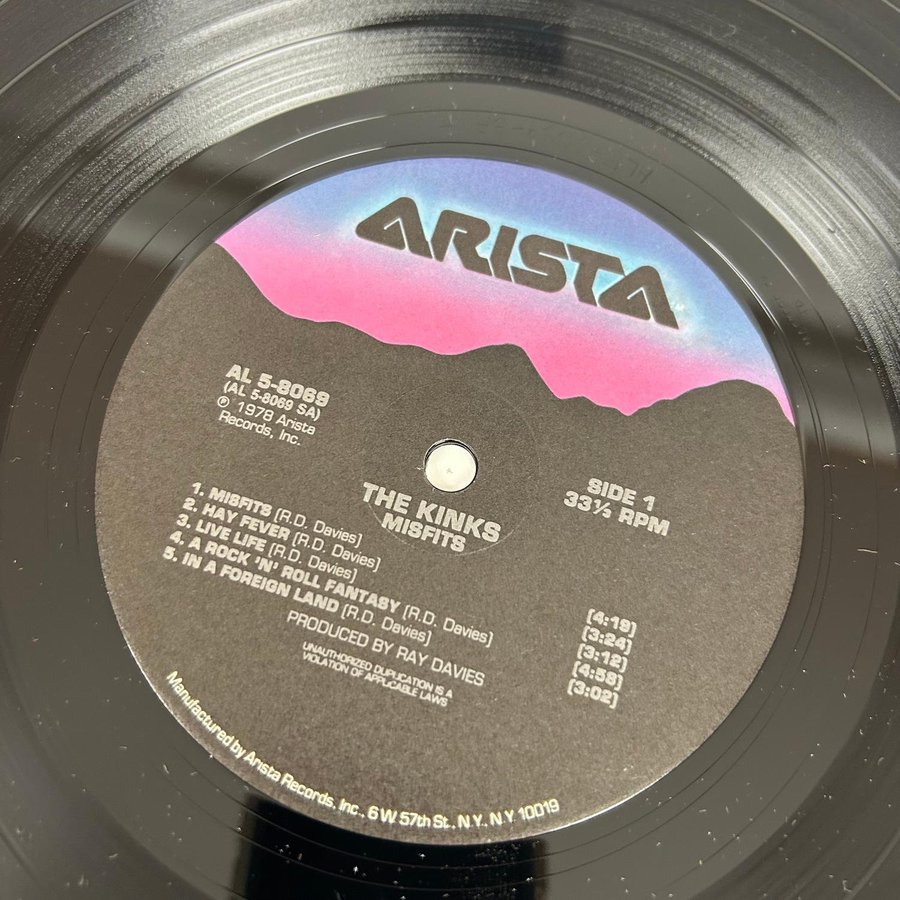 ARISTA
AL 5-8069
(AL 5-8069 SA)
℗ 1978 Arista
Records, Inc.
SIDE 1
33⅓ RPM
THE KINKS
MISFITS
1. MISFITS (R.D. Davies) [4:19]
2. HAY FEVER (R.D. Davies) [3:24]
3. LIVE LIFE (R.D. Davies) [3:12]
4. A ROCK 'N' ROLL FANTASY (R.D. Davies) [4:58]
5. IN A FOREIGN LAND (R.D. Davies) [3:02]
PRODUCED BY RAY DAVIES
UNAUTHORIZED DUPLICATION IS A
VIOLATION OF APPLICABLE LAWS
Manufactured by Arista Records, Inc., 6 W. 57th St., N.Y., N.Y. 10019